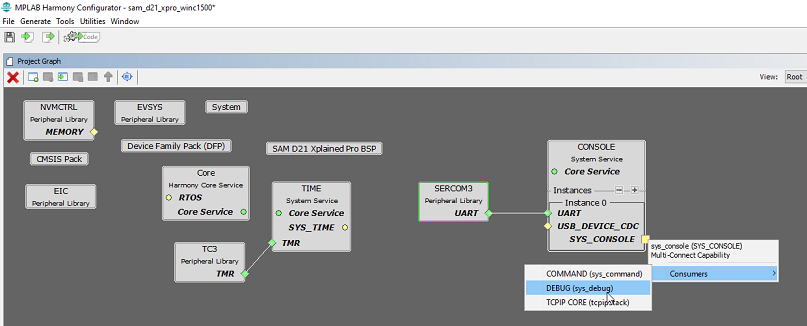 MPLAB Harmony Configurator - sam_d21_xpro_winc1500*
File Generate Tools Utilities Window Help
Code
Project Graph
View: Root
NVMCTRL
Peripheral Library
MEMORY
EVSYS
Peripheral Library
System
Device Family Pack (DFP)
SAM D21 Xplained Pro BSP
CMSIS Pack
EIC
Peripheral Library
Core
Harmony Core Service
RTOS
Core Service
TIME
System Service
Core Service
SYS_TIME
TMR
TC3
Peripheral Library
TMR
SERCOM3
Peripheral Library
UART
CONSOLE
System Service
Core Service
Instances
Instance 0
UART
USB_DEVICE_CDC
SYS_CONSOLE
sys_console (SYS_CONSOLE)
Multi-Connect Capability
Consumers
COMMAND (sys_command)
DEBUG (sys_debug)
TCPIP CORE (tcpip stack)